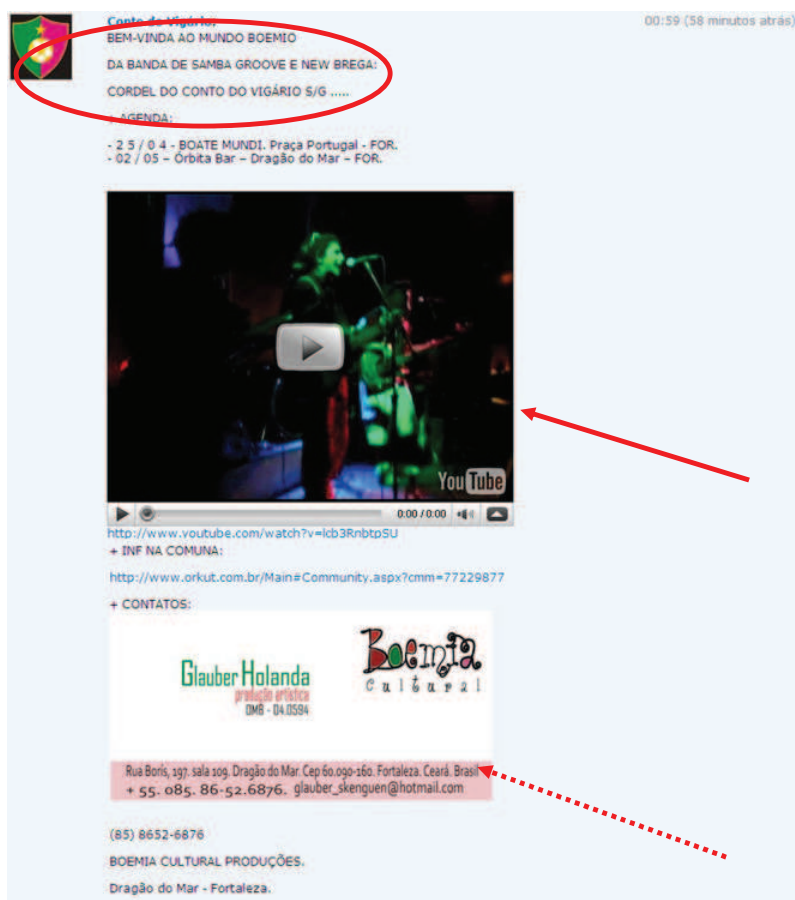 Conto do Vigário:
00:59 (58 minutos atrás)
BEM-VINDA AO MUNDO BOEMIO
DA BANDA DE SAMBA GROOVE E NEW BREGA:
CORDEL DO CONTO DO VIGÁRIO S/G .....
+ AGENDA:
- 2 5 / 0 4 - BOATE MUNDI. Praça Portugal - FOR.
- 02 / 05 – Órbita Bar – Dragão do Mar – FOR.
YouTube
0:00 / 0:00
http://www.youtube.com/watch?v=lcb3RnbtpSU
+ INF NA COMUNA:
http://www.orkut.com.br/Main#Community.aspx?cmm=77229877
+ CONTATOS:
Glauber Holanda
produção artística
OMB - 04.0594
Boemia
Cultural
Rua Boris, 197. sala 109. Dragão do Mar. Cep 60.090-160. Fortaleza. Ceará. Brasil
+ 55. 085. 86-52.6876. glauber_skenguen@hotmail.com
(85) 8652-6876
BOEMIA CULTURAL PRODUÇÕES.
Dragão do Mar - Fortaleza.